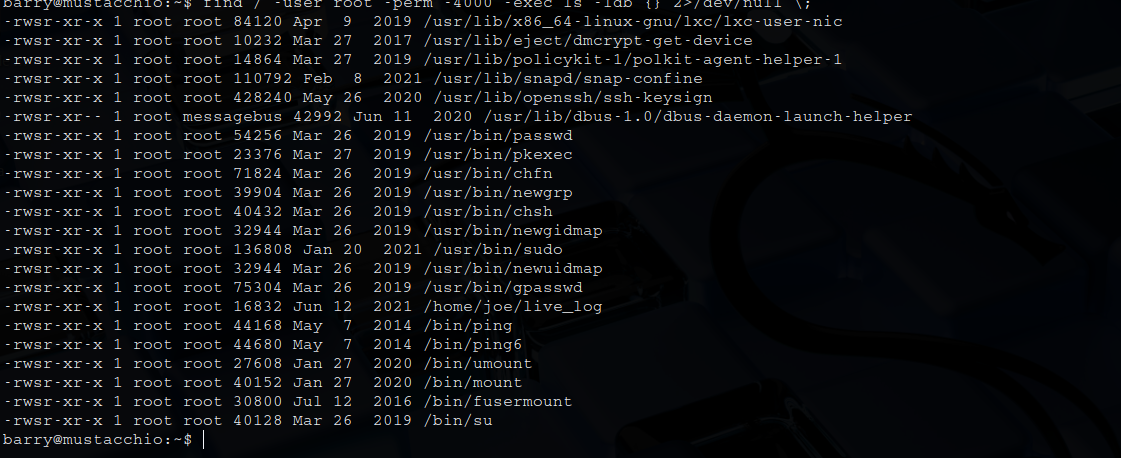 barry@mustacchio:~$ find / -user root -perm -4000 -exec ls -ldb {} 2>/dev/null \;
-rwsr-xr-x 1 root root 84120 Apr  9  2019 /usr/lib/x86_64-linux-gnu/lxc/lxc-user-nic
-rwsr-xr-x 1 root root 10232 Mar 27  2017 /usr/lib/eject/dmcrypt-get-device
-rwsr-xr-x 1 root root 14864 Mar 27  2019 /usr/lib/policykit-1/polkit-agent-helper-1
-rwsr-xr-x 1 root root 110792 Feb  8  2021 /usr/lib/snapd/snap-confine
-rwsr-xr-x 1 root root 428240 May 26  2020 /usr/lib/openssh/ssh-keysign
-rwsr-xr-- 1 root messagebus 42992 Jun 11  2020 /usr/lib/dbus-1.0/dbus-daemon-launch-helper
-rwsr-xr-x 1 root root 54256 Mar 26  2019 /usr/bin/passwd
-rwsr-xr-x 1 root root 23376 Mar 27  2019 /usr/bin/pkexec
-rwsr-xr-x 1 root root 71824 Mar 26  2019 /usr/bin/chfn
-rwsr-xr-x 1 root root 39904 Mar 26  2019 /usr/bin/newgrp
-rwsr-xr-x 1 root root 40432 Mar 26  2019 /usr/bin/chsh
-rwsr-xr-x 1 root root 32944 Mar 26  2019 /usr/bin/newgidmap
-rwsr-xr-x 1 root root 136808 Jan 20  2021 /usr/bin/sudo
-rwsr-xr-x 1 root root 32944 Mar 26  2019 /usr/bin/newuidmap
-rwsr-xr-x 1 root root 75304 Mar 26  2019 /usr/bin/gpasswd
-rwsr-xr-x 1 root root 16832 Jun 12  2021 /home/joe/live_log
-rwsr-xr-x 1 root root 44168 May  7  2014 /bin/ping
-rwsr-xr-x 1 root root 44680 May  7  2014 /bin/ping6
-rwsr-xr-x 1 root root 27608 Jan 27  2020 /bin/umount
-rwsr-xr-x 1 root root 40152 Jan 27  2020 /bin/mount
-rwsr-xr-x 1 root root 30800 Jul 12  2016 /bin/fusermount
-rwsr-xr-x 1 root root 40128 Mar 26  2019 /bin/su
barry@mustacchio:~$